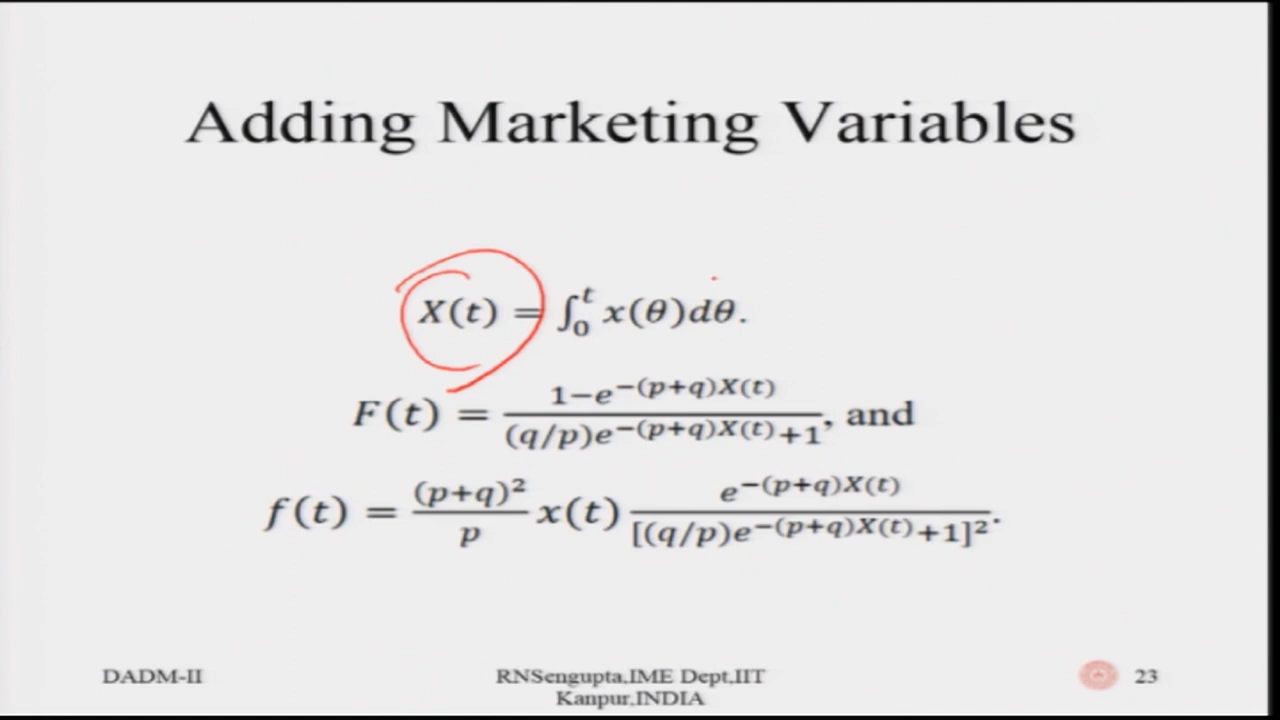 Adding Marketing Variables
X(t) = ∫₀ᵗ x(θ)dθ.
F(t) = 1−e^−(p+q)X(t) / (q/p)e^−(p+q)X(t)+1, and
f(t) = (p+q)²/p x(t) e^−(p+q)X(t) / [(q/p)e^−(p+q)X(t)+1]².
DADM-II
RNSengupta,IME Dept,IIT
Kanpur,INDIA
23